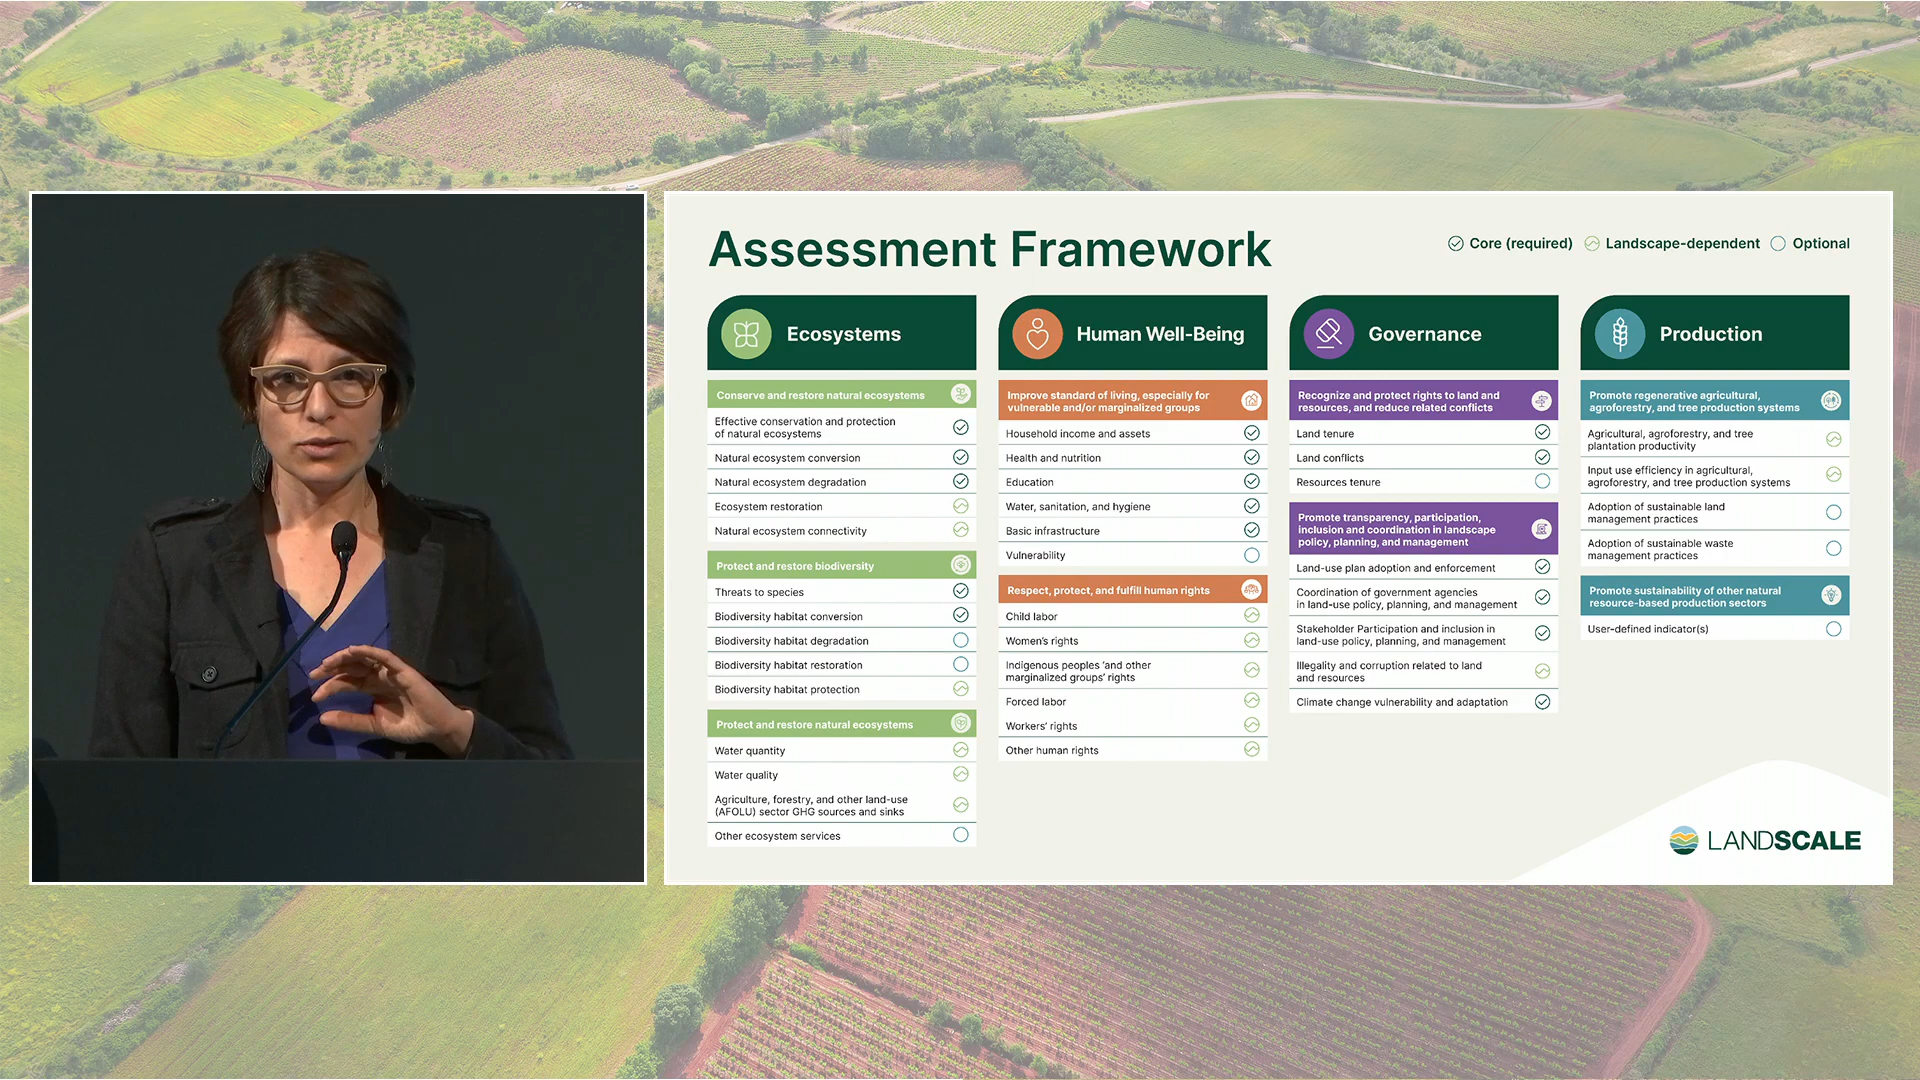 Assessment Framework
Core (required)
Landscape-dependent
Optional
Ecosystems
Conserve and restore natural ecosystems
Effective conservation and protection
of natural ecosystems
Natural ecosystem conversion
Natural ecosystem degradation
Ecosystem restoration
Natural ecosystem connectivity
Protect and restore biodiversity
Threats to species
Biodiversity habitat conversion
Biodiversity habitat degradation
Biodiversity habitat restoration
Biodiversity habitat protection
Protect and restore natural ecosystems
Water quantity
Water quality
Agriculture, forestry, and other land-use
(AFOLU) sector GHG sources and sinks
Other ecosystem services
Human Well-Being
Improve standard of living, especially for
vulnerable and/or marginalized groups
Household income and assets
Health and nutrition
Education
Water, sanitation, and hygiene
Basic infrastructure
Vulnerability
Respect, protect, and fulfill human rights
Child labor
Women's rights
Indigenous peoples 'and other
marginalized groups' rights
Forced labor
Workers' rights
Other human rights
Governance
Recognize and protect rights to land and
resources, and reduce related conflicts
Land tenure
Land conflicts
Resources tenure
Promote transparency, participation,
inclusion and coordination in landscape
policy, planning, and management
Land-use plan adoption and enforcement
Coordination of government agencies
in land-use policy, planning, and management
Stakeholder Participation and inclusion in
land-use policy, planning, and management
Illegality and corruption related to land
and resources
Climate change vulnerability and adaptation
Production
Promote regenerative agricultural,
agroforestry, and tree production systems
Agricultural, agroforestry, and tree
plantation productivity
Input use efficiency in agricultural,
agroforestry, and tree production systems
Adoption of sustainable land
management practices
Adoption of sustainable waste
management practices
Promote sustainability of other natural
resource-based production sectors
User-defined indicator(s)
LANDSCALE